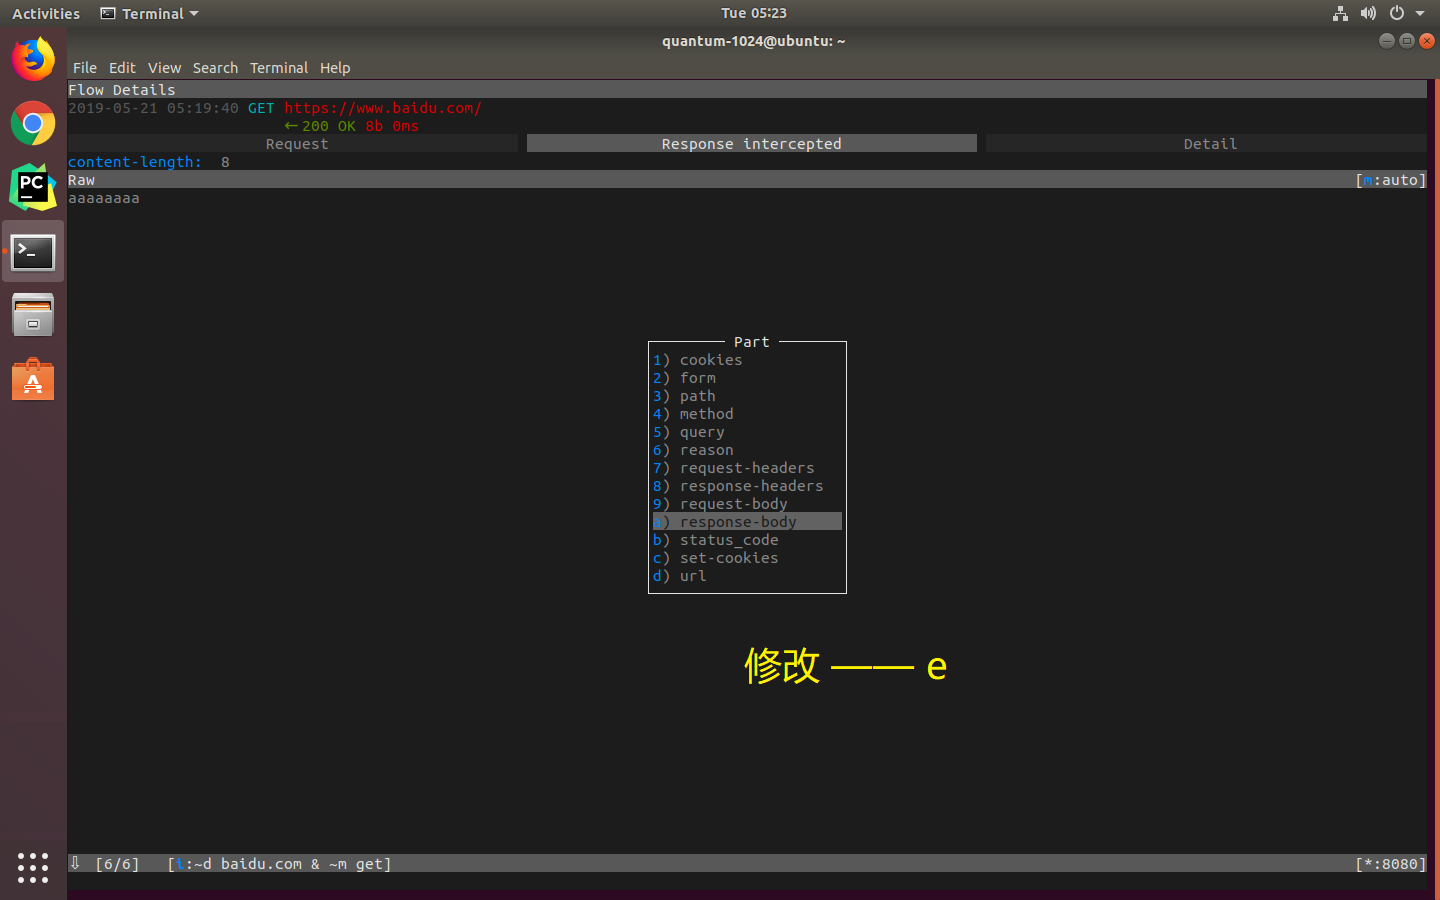 Activities Terminal Tue 05:23
quantum-1024@ubuntu: ~
File Edit View Search Terminal Help
Flow Details
2019-05-21 05:19:40 GET https://www.baidu.com/
←200 OK 8b 0ms
Request Response intercepted Detail
content-length: 8
Raw [m:auto]
aaaaaaaa
PC
Part
1) cookies
2) form
3) path
4) method
5) query
6) reason
7) request-headers
8) response-headers
9) request-body
a) response-body
b) status_code
c) set-cookies
d) url
修改 —— e
⇩ [6/6] [i:~d baidu.com & ~m get] [*:8080]